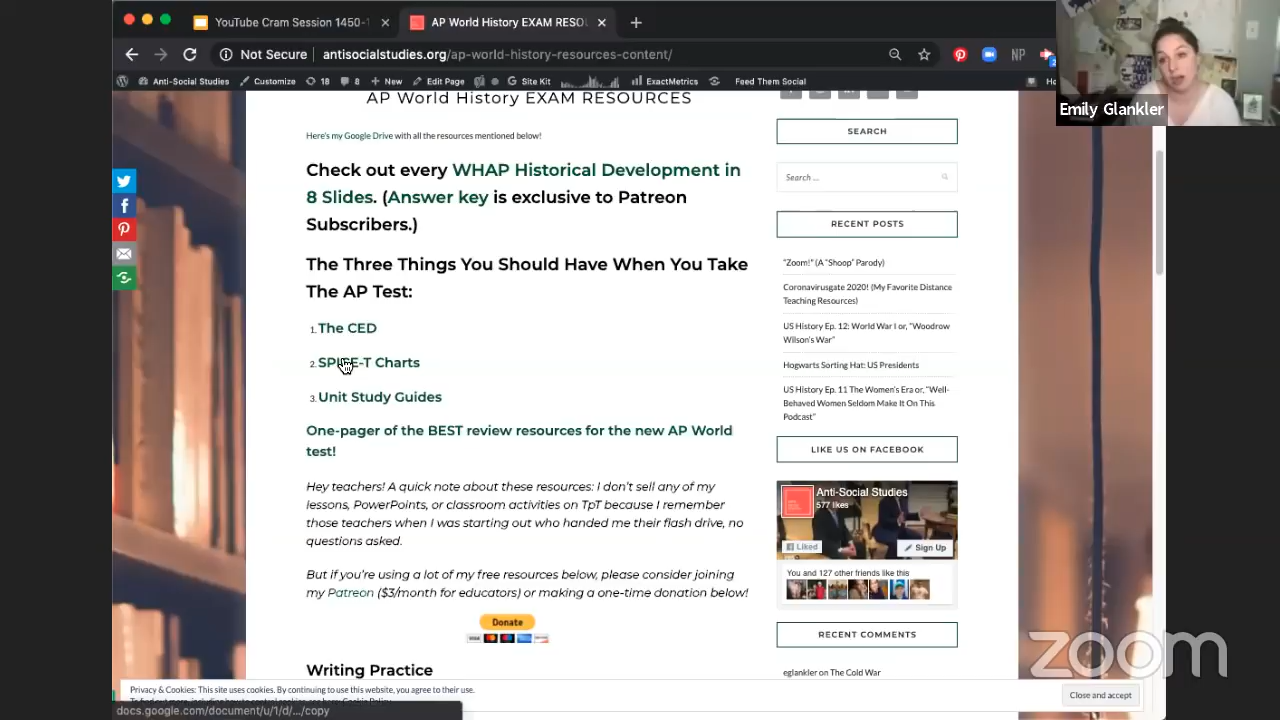 YouTube Cram Session 1450-1
AP World History EXAM RESOU
Not Secure
antisocialstudies.org/ap-world-history-resources-content/
NP
Anti-Social Studies
Customize
18
8
New
Edit Page
Site Kit
ExactMetrics
Feed Them Social
Emily Glankler
AP World History EXAM RESOURCES
Here's my Google Drive with all the resources mentioned below!
Check out every WHAP Historical Development in
8 Slides. (Answer key is exclusive to Patreon
Subscribers.)
The Three Things You Should Have When You Take
The AP Test:
1. The CED
2. SPICE-T Charts
3. Unit Study Guides
One-pager of the BEST review resources for the new AP World
test!
Hey teachers! A quick note about these resources: I don't sell any of my
lessons, PowerPoints, or classroom activities on TpT because I remember
those teachers when I was starting out who handed me their flash drive, no
questions asked.
But if you're using a lot of my free resources below, please consider joining
my Patreon ($3/month for educators) or making a one-time donation below!
Donate
Writing Practice
SEARCH
Search ...
RECENT POSTS
"Zoom!" (A "Shoop" Parody)
Coronavirusgate 2020! (My Favorite Distance
Teaching Resources)
US History Ep. 12: World War I or, "Woodrow
Wilson's War"
Hogwarts Sorting Hat: US Presidents
US History Ep. 11 The Women's Era or, "Well-
Behaved Women Seldom Make It On This
Podcast"
LIKE US ON FACEBOOK
Anti-Social Studies
577 likes
Liked
Sign Up
You and 127 other friends like this
RECENT COMMENTS
eglankler on The Cold War
Privacy & Cookies: This site uses cookies. By continuing to use this website, you agree to their use.
Close and accept
docs.google.com/document/u/1/d/.../copy
zoom